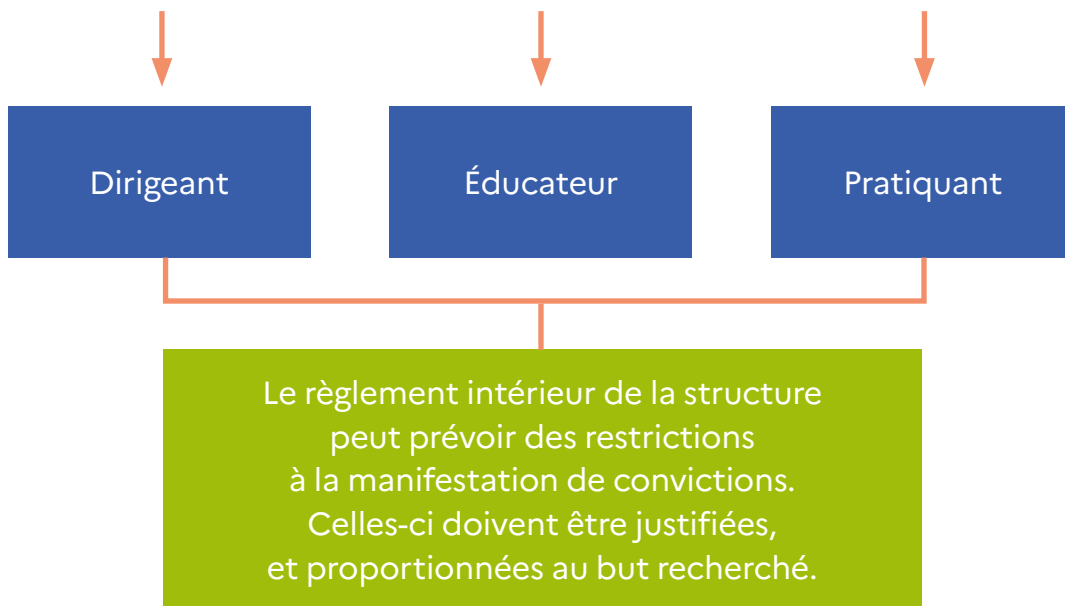 Dirigeant
Éducateur
Pratiquant
Le règlement intérieur de la structure
peut prévoir des restrictions
à la manifestation de convictions.
Celles-ci doivent être justifiées,
et proportionnées au but recherché.